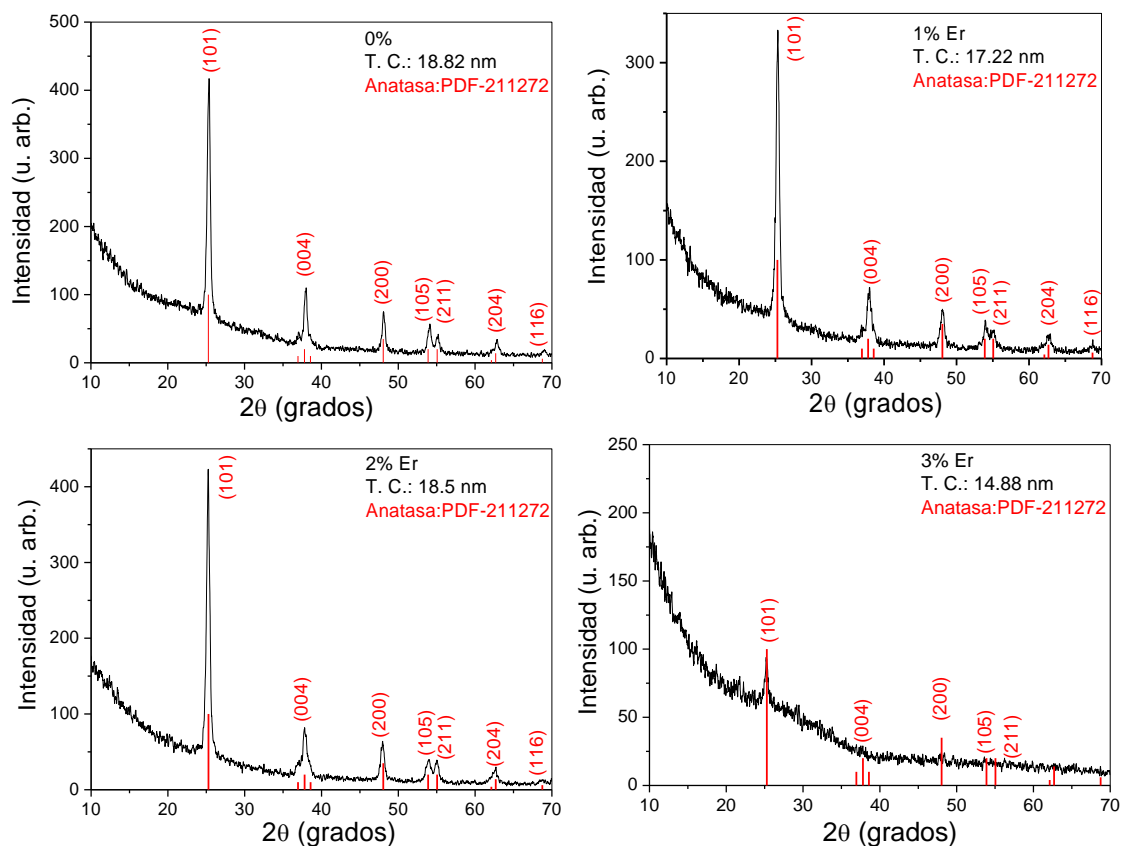 0%
T. C.: 18.82 nm
Anatasa:PDF-211272
(101)
(004)
(200)
(105)
(211)
(204)
(116)
500
400
300
200
100
0
10 20 30 40 50 60 70
Intensidad (u. arb.)
2θ (grados)
1% Er
T. C.: 17.22 nm
Anatasa:PDF-211272
(101)
(004)
(200)
(105)
(211)
(204)
(116)
300
200
100
0
10 20 30 40 50 60 70
Intensidad (u. arb.)
2θ (grados)
2% Er
T. C.: 18.5 nm
Anatasa:PDF-211272
(101)
(004)
(200)
(105)
(211)
(204)
(116)
400
300
200
100
0
10 20 30 40 50 60 70
Intensidad (u. arb.)
2θ (grados)
3% Er
T. C.: 14.88 nm
Anatasa:PDF-211272
(101)
(004)
(200)
(105)
(211)
250
200
150
100
50
0
10 20 30 40 50 60 70
Intensidad (u. arb.)
2θ (grados)